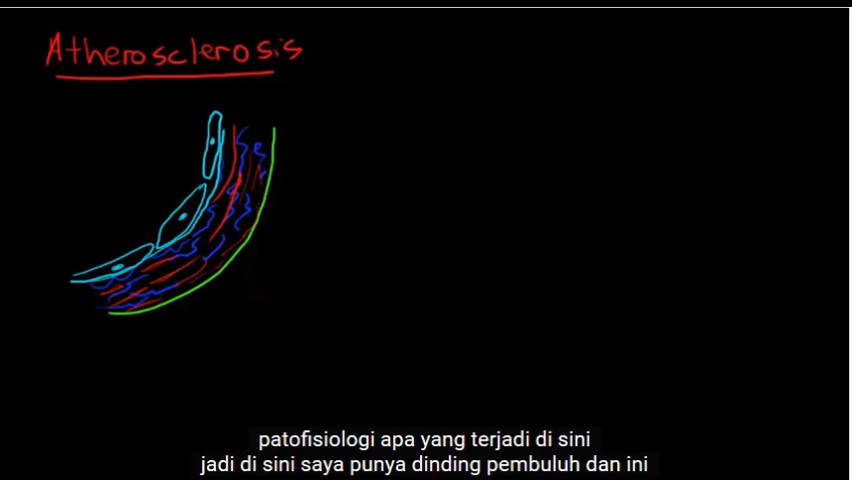 Atherosclerosis
patofisiologi apa yang terjadi di sini
jadi di sini saya punya dinding pembuluh dan ini